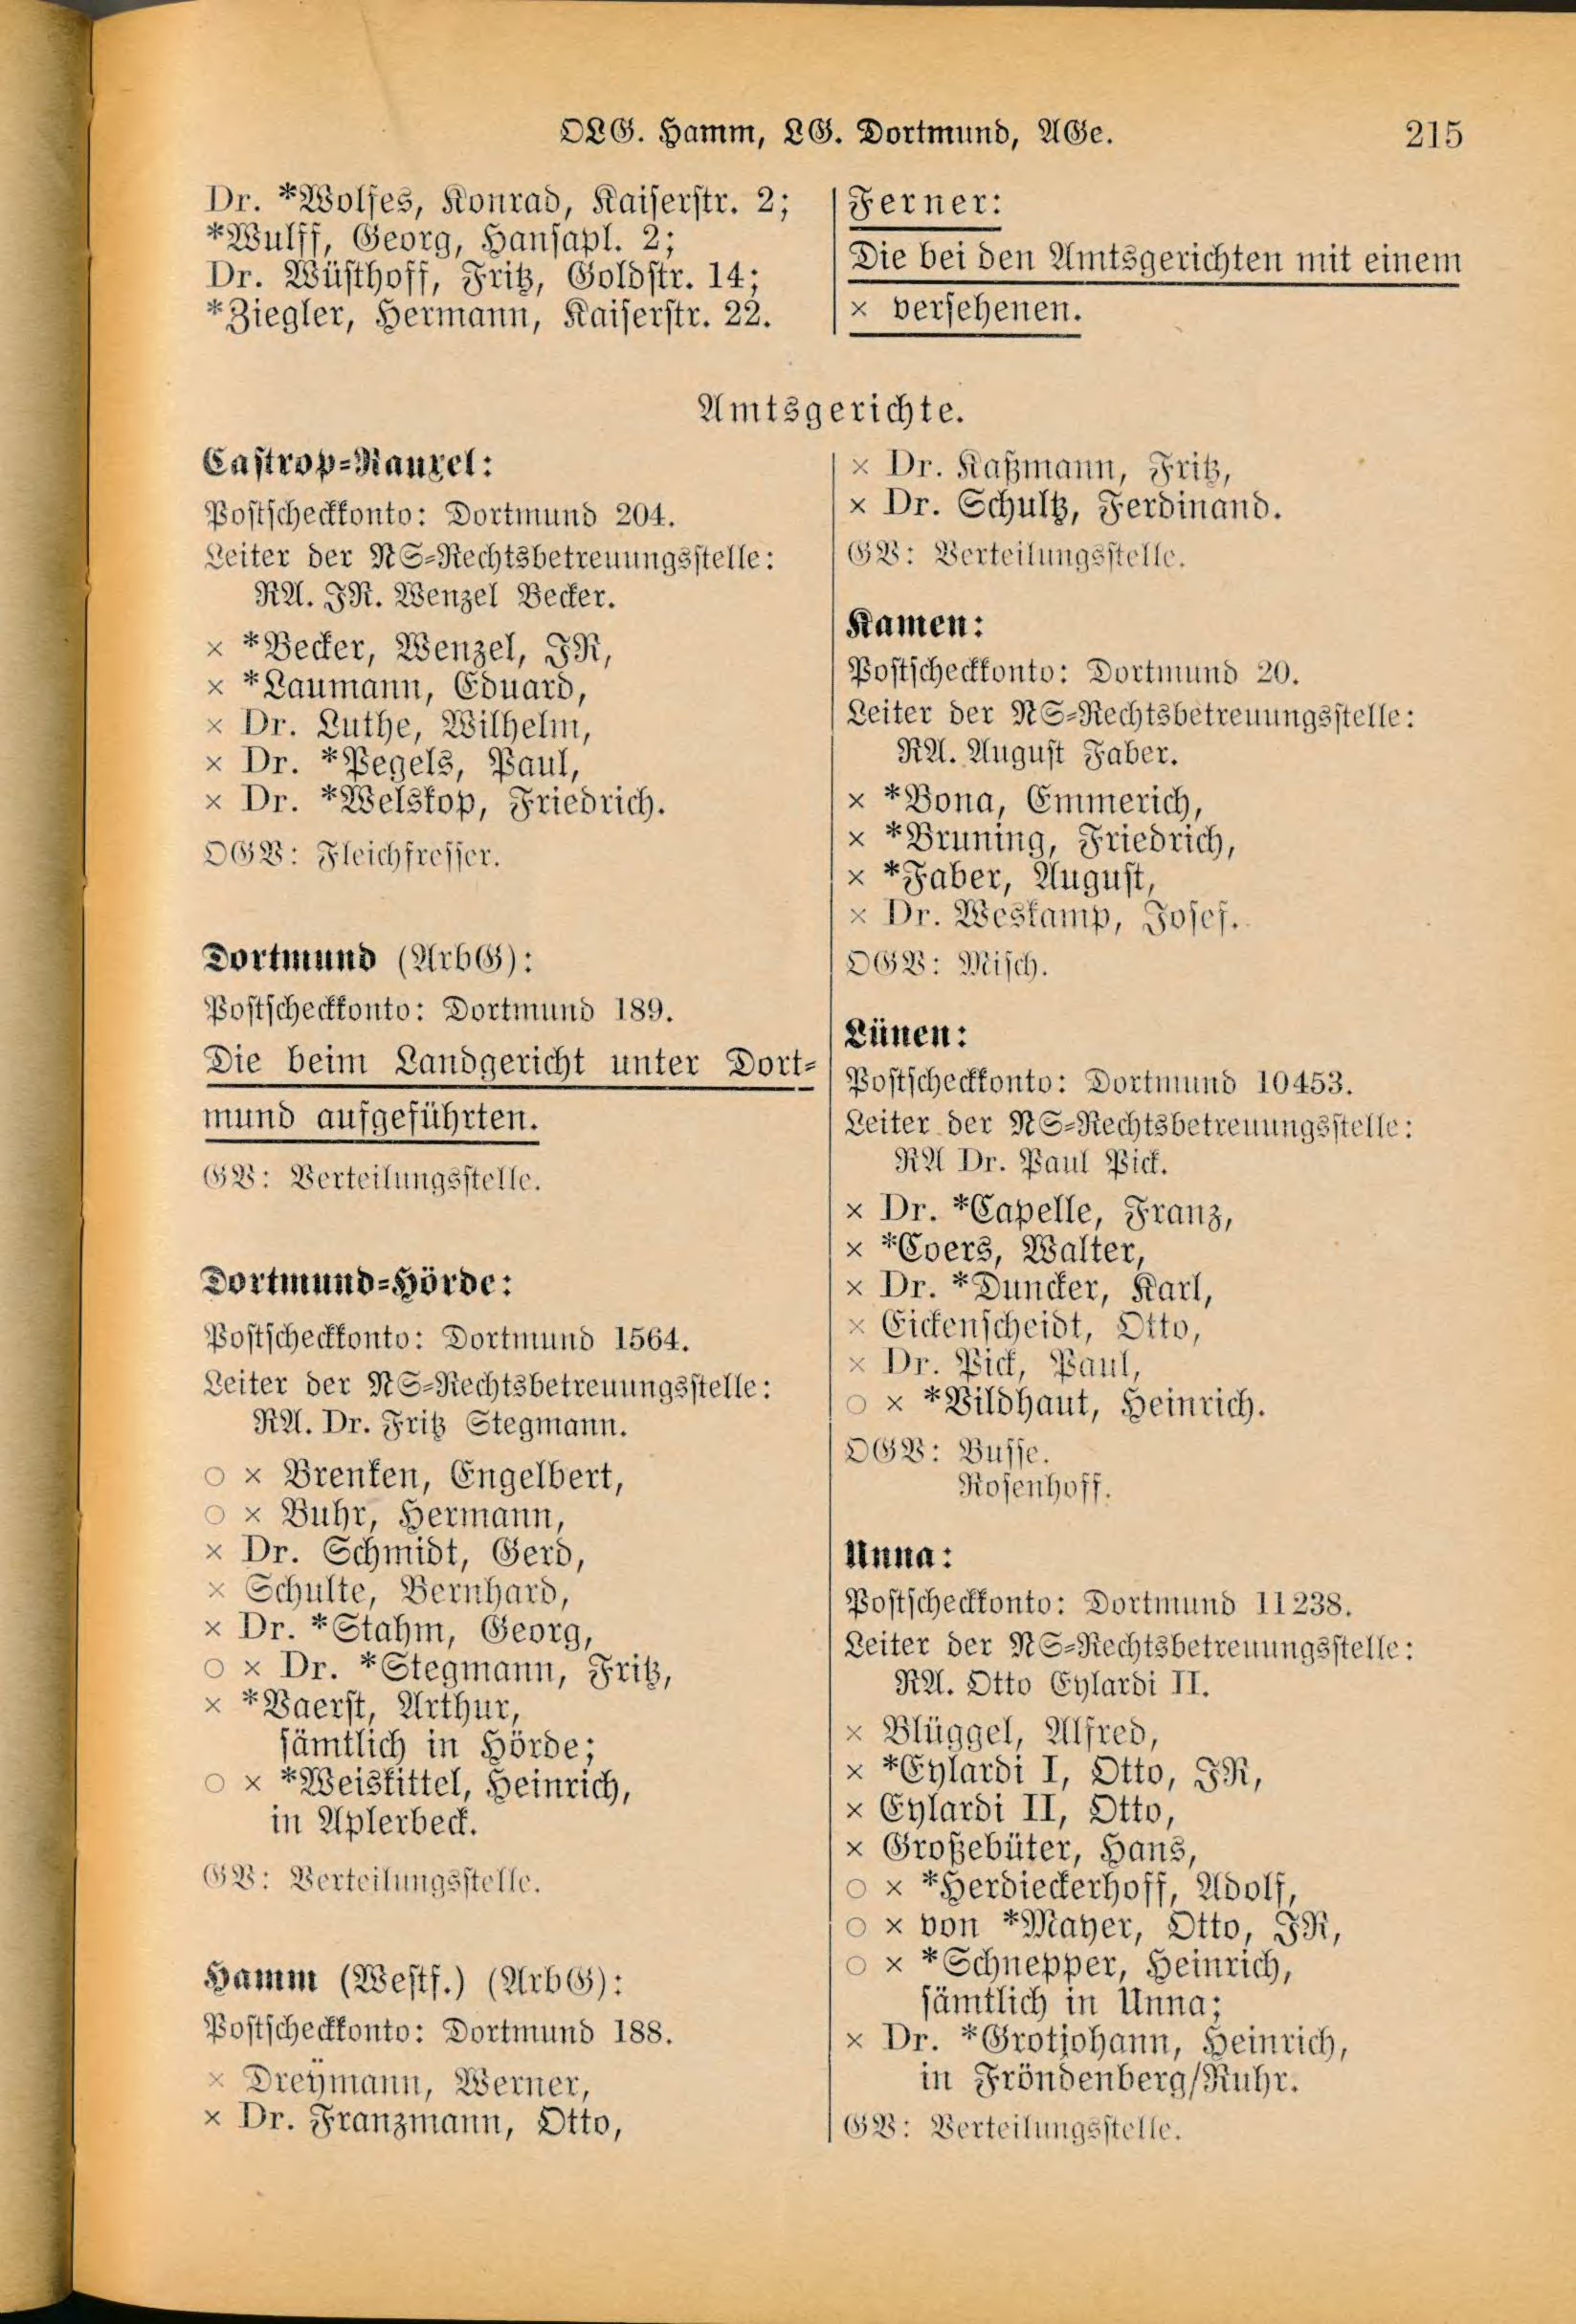 OLG. Hamm, LG. Dortmund, AGe.
215
Dr. *Wolfes, Konrad, Kaiserstr. 2;
*Wulff, Georg, Hansapl. 2;
Dr. Wüsthoff, Fritz, Goldstr. 14;
*Ziegler, Hermann, Kaiserstr. 22.
Ferner:
Die bei den Amtsgerichten mit einem
× versehenen.
Amtsgerichte.
Castrop-Rauxel:
Postscheckkonto: Dortmund 204.
Leiter der NS-Rechtsbetreuungsstelle:
RA. JR. Wenzel Becker.
× *Becker, Wenzel, JR,
× *Laumann, Eduard,
× Dr. Luthe, Wilhelm,
× Dr. *Pegels, Paul,
× Dr. *Welskop, Friedrich.
OGV: Fleichfresser.
Dortmund (ArbG):
Postscheckkonto: Dortmund 189.
Die beim Landgericht unter Dort-
mund aufgeführten.
GV: Verteilungsstelle.
Dortmund-Hörde:
Postscheckkonto: Dortmund 1564.
Leiter der NS-Rechtsbetreuungsstelle:
RA. Dr. Fritz Stegmann.
○ × Brenken, Engelbert,
○ × Buhr, Hermann,
× Dr. Schmidt, Gerd,
× Schulte, Bernhard,
× Dr. *Stahm, Georg,
○ × Dr. *Stegmann, Fritz,
× *Vaerst, Arthur,
sämtlich in Hörde;
○ × *Weiskittel, Heinrich,
in Aplerbeck.
GV: Verteilungsstelle.
Hamm (Westf.) (ArbG):
Postscheckkonto: Dortmund 188.
× Dreymann, Werner,
× Dr. Franzmann, Otto,
× Dr. Kaßmann, Fritz,
× Dr. Schultz, Ferdinand.
GV: Verteilungsstelle.
Kamen:
Postscheckkonto: Dortmund 20.
Leiter der NS-Rechtsbetreuungsstelle:
RA. August Faber.
× *Bona, Emmerich,
× *Bruning, Friedrich,
× *Faber, August,
× Dr. Weskamp, Josef.
OGV: Misch.
Lünen:
Postscheckkonto: Dortmund 10453.
Leiter der NS-Rechtsbetreuungsstelle:
RA Dr. Paul Pick.
× Dr. *Capelle, Franz,
× *Evers, Walter,
× Dr. *Duncker, Karl,
× Eickenscheidt, Otto,
× Dr. Pick, Paul,
○ × *Vildhaut, Heinrich.
OGV: Busse.
Rosenhoff.
Unna:
Postscheckkonto: Dortmund 11238.
Leiter der NS-Rechtsbetreuungsstelle:
RA. Otto Eylardi II.
× Blüggel, Alfred,
× *Eylardi I, Otto, JR,
× Eylardi II, Otto,
× Großebüter, Hans,
○ × *Herdieckerhoff, Adolf,
○ × von *Mayer, Otto, JR,
○ × *Schnepper, Heinrich,
sämtlich in Unna;
× Dr. *Grotjohann, Heinrich,
in Fröndenberg/Ruhr.
GV: Verteilungsstelle.